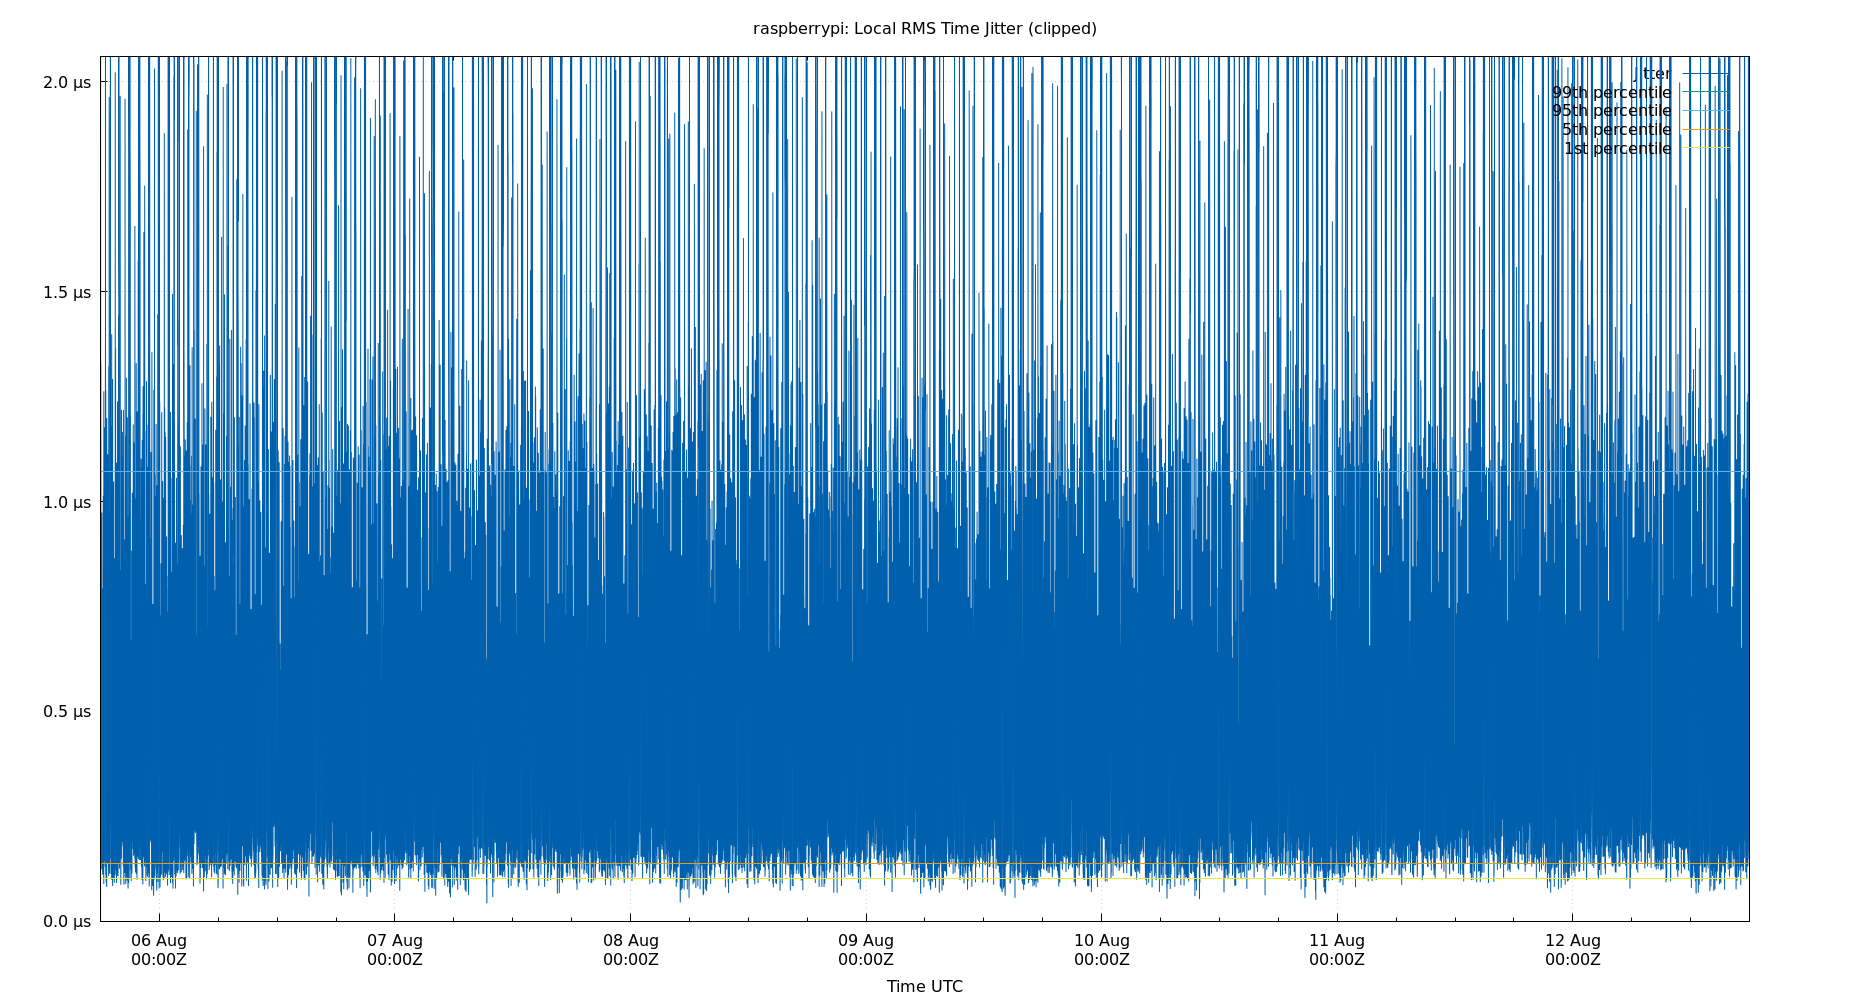 raspberrypi: Local RMS Time Jitter (clipped)
2.0 µs
1.5 µs
1.0 µs
0.5 µs
0.0 µs
jitter
99th percentile
95th percentile
5th percentile
1st percentile
06 Aug 07 Aug 08 Aug 09 Aug 10 Aug 11 Aug 12 Aug
00:00Z 00:00Z 00:00Z 00:00Z 00:00Z 00:00Z 00:00Z
Time UTC